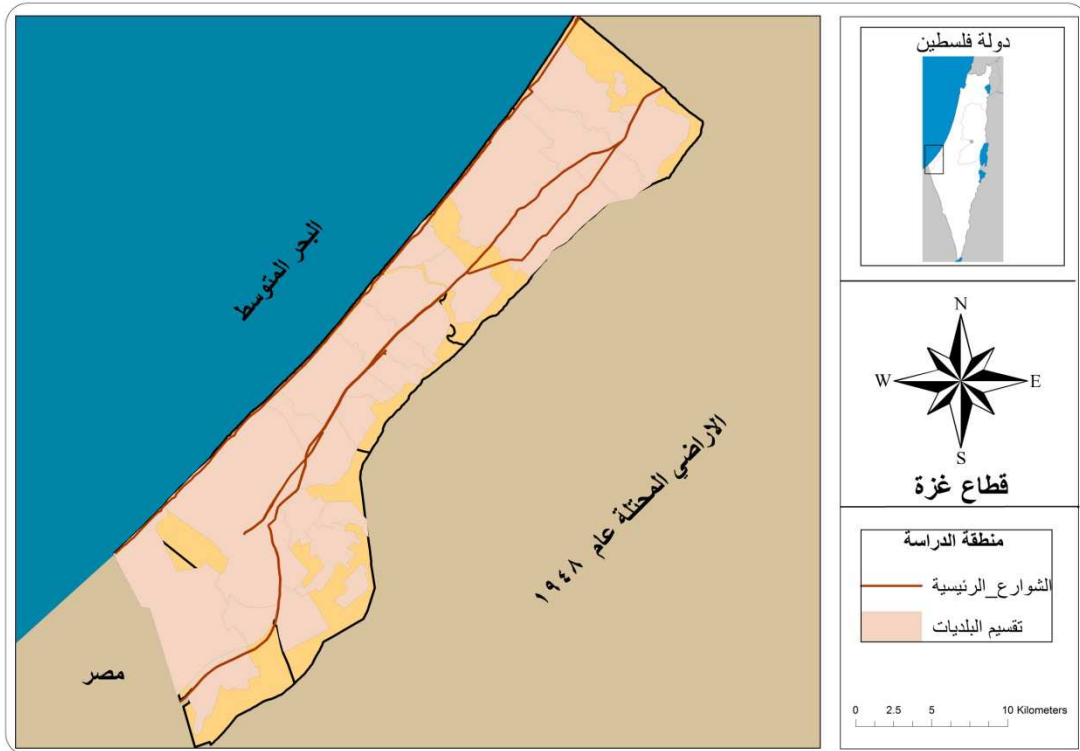 دولة فلسطين
البحر المتوسط
الاراضي المحتلة عام ١٩٤٨
مصر
N
W E
S
قطاع غزة
منطقة الدراسة
الشوارع_الرئيسية
تقسيم البلديات
0 2.5 5 10 Kilometers